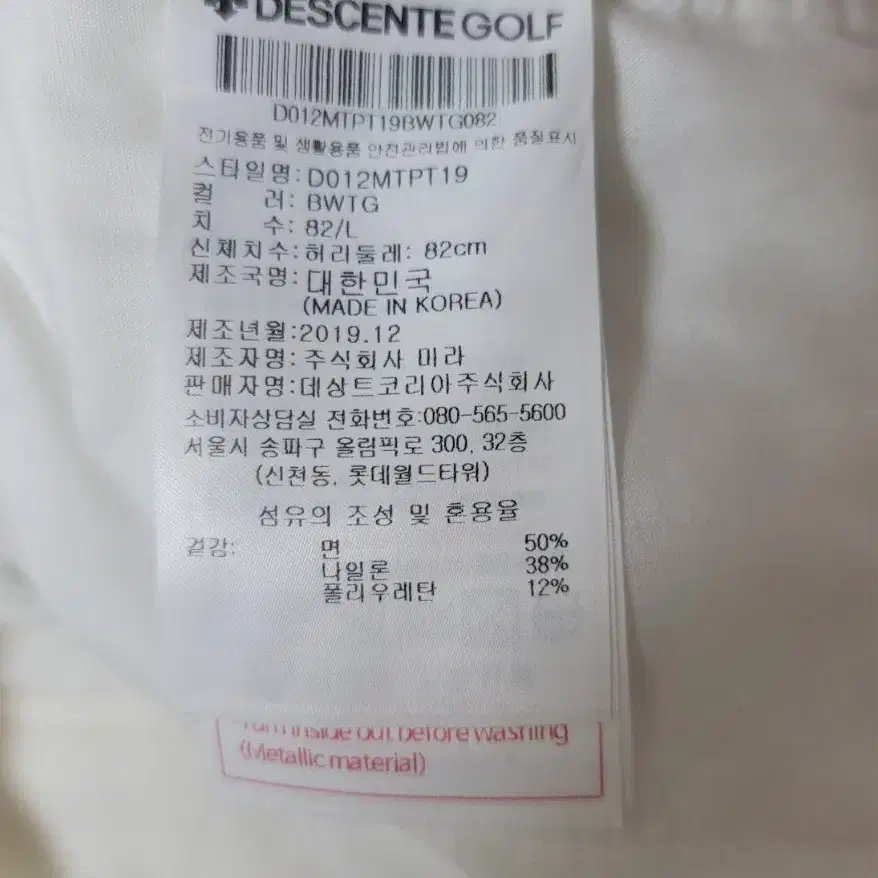 DESCENTE GOLF
D012MTPT19BWTG082
전기용품 및 생활용품 안전관리법에 의한 품질표시
스타일명: D012MTPT19
컬 러: BWTG
치 수: 82/L
신체치수: 허리둘레: 82cm
제조국명: 대한민국
(MADE IN KOREA)
제조년월:2019.12
제조자명: 주식회사 미라
판매자명: 데상트코리아주식회사
소비자상담실 전화번호:080-565-5600
서울시 송파구 올림픽로 300, 32층
(신천동, 롯데월드타워)
섬유의 조성 및 혼용율
겉감: 면 50%
나일론 38%
폴리우레탄 12%
Turn inside out before washing
(Metallic material)